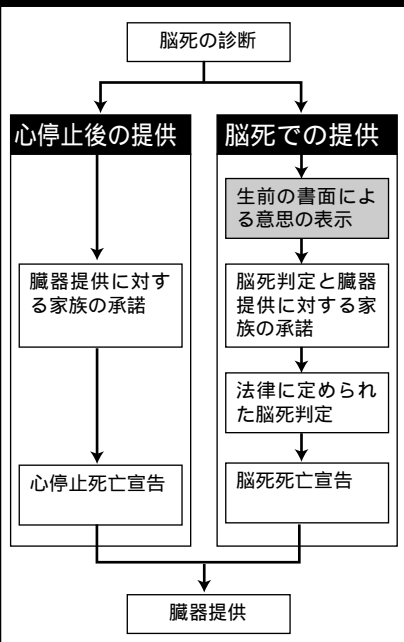 脳死の診断
心停止後の提供
臓器提供に対す
る家族の承諾
心停止死亡宣告
脳死での提供
生前の書面によ
る意思の表示
脳死判定と臓器
提供に対する家
族の承諾
法律に定められ
た脳死判定
脳死死亡宣告
臓器提供